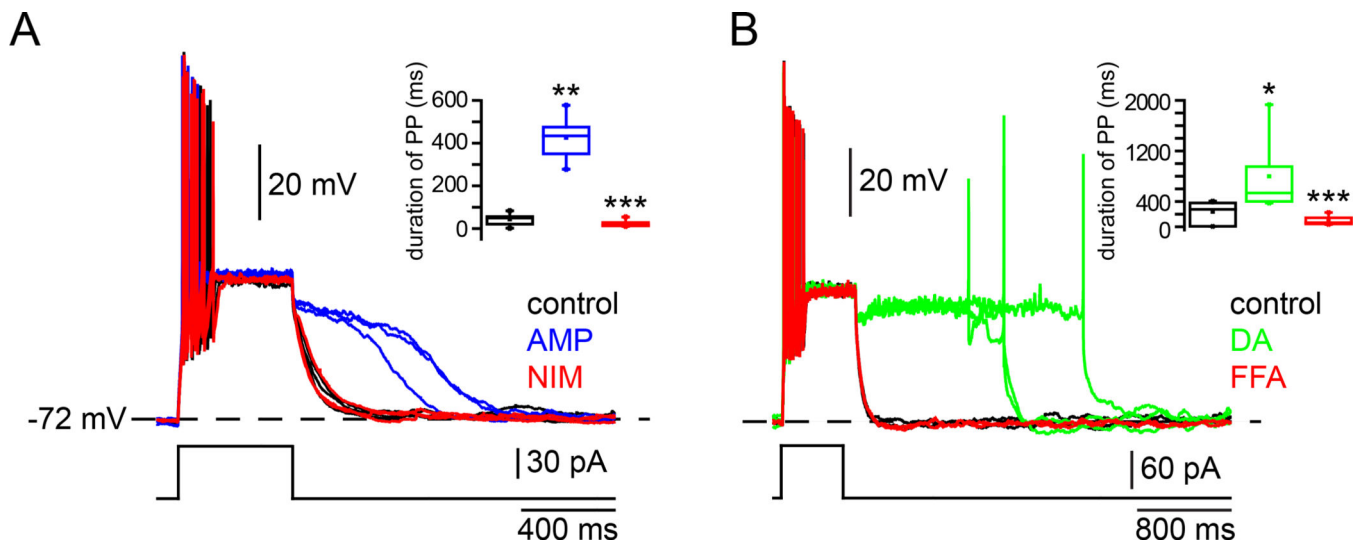 A
duration of PP (ms)
600
400
200
0
**
***
20 mV
control
AMP
NIM
-72 mV
30 pA
400 ms
B
duration of PP (ms)
2000
1200
400
0
*
***
20 mV
control
DA
FFA
60 pA
800 ms